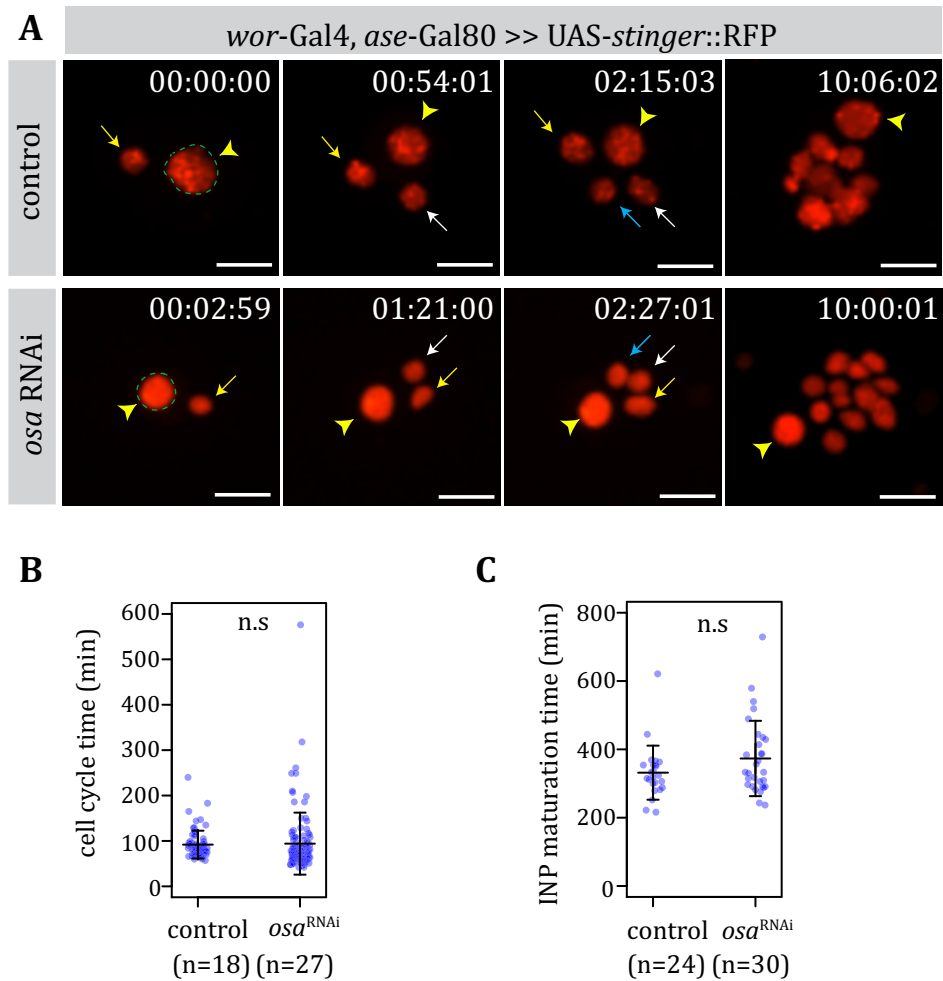 A
wor-Gal4, ase-Gal80 >> UAS-stinger::RFP
control
00:00:00
00:54:01
02:15:03
10:06:02
osa RNAi
00:02:59
01:21:00
02:27:01
10:00:01
B
cell cycle time (min)
600
500
400
300
200
100
0
n.s
control osaRNAi
(n=18) (n=27)
C
INP maturation time (min)
800
600
400
200
0
n.s
control osaRNAi
(n=24) (n=30)